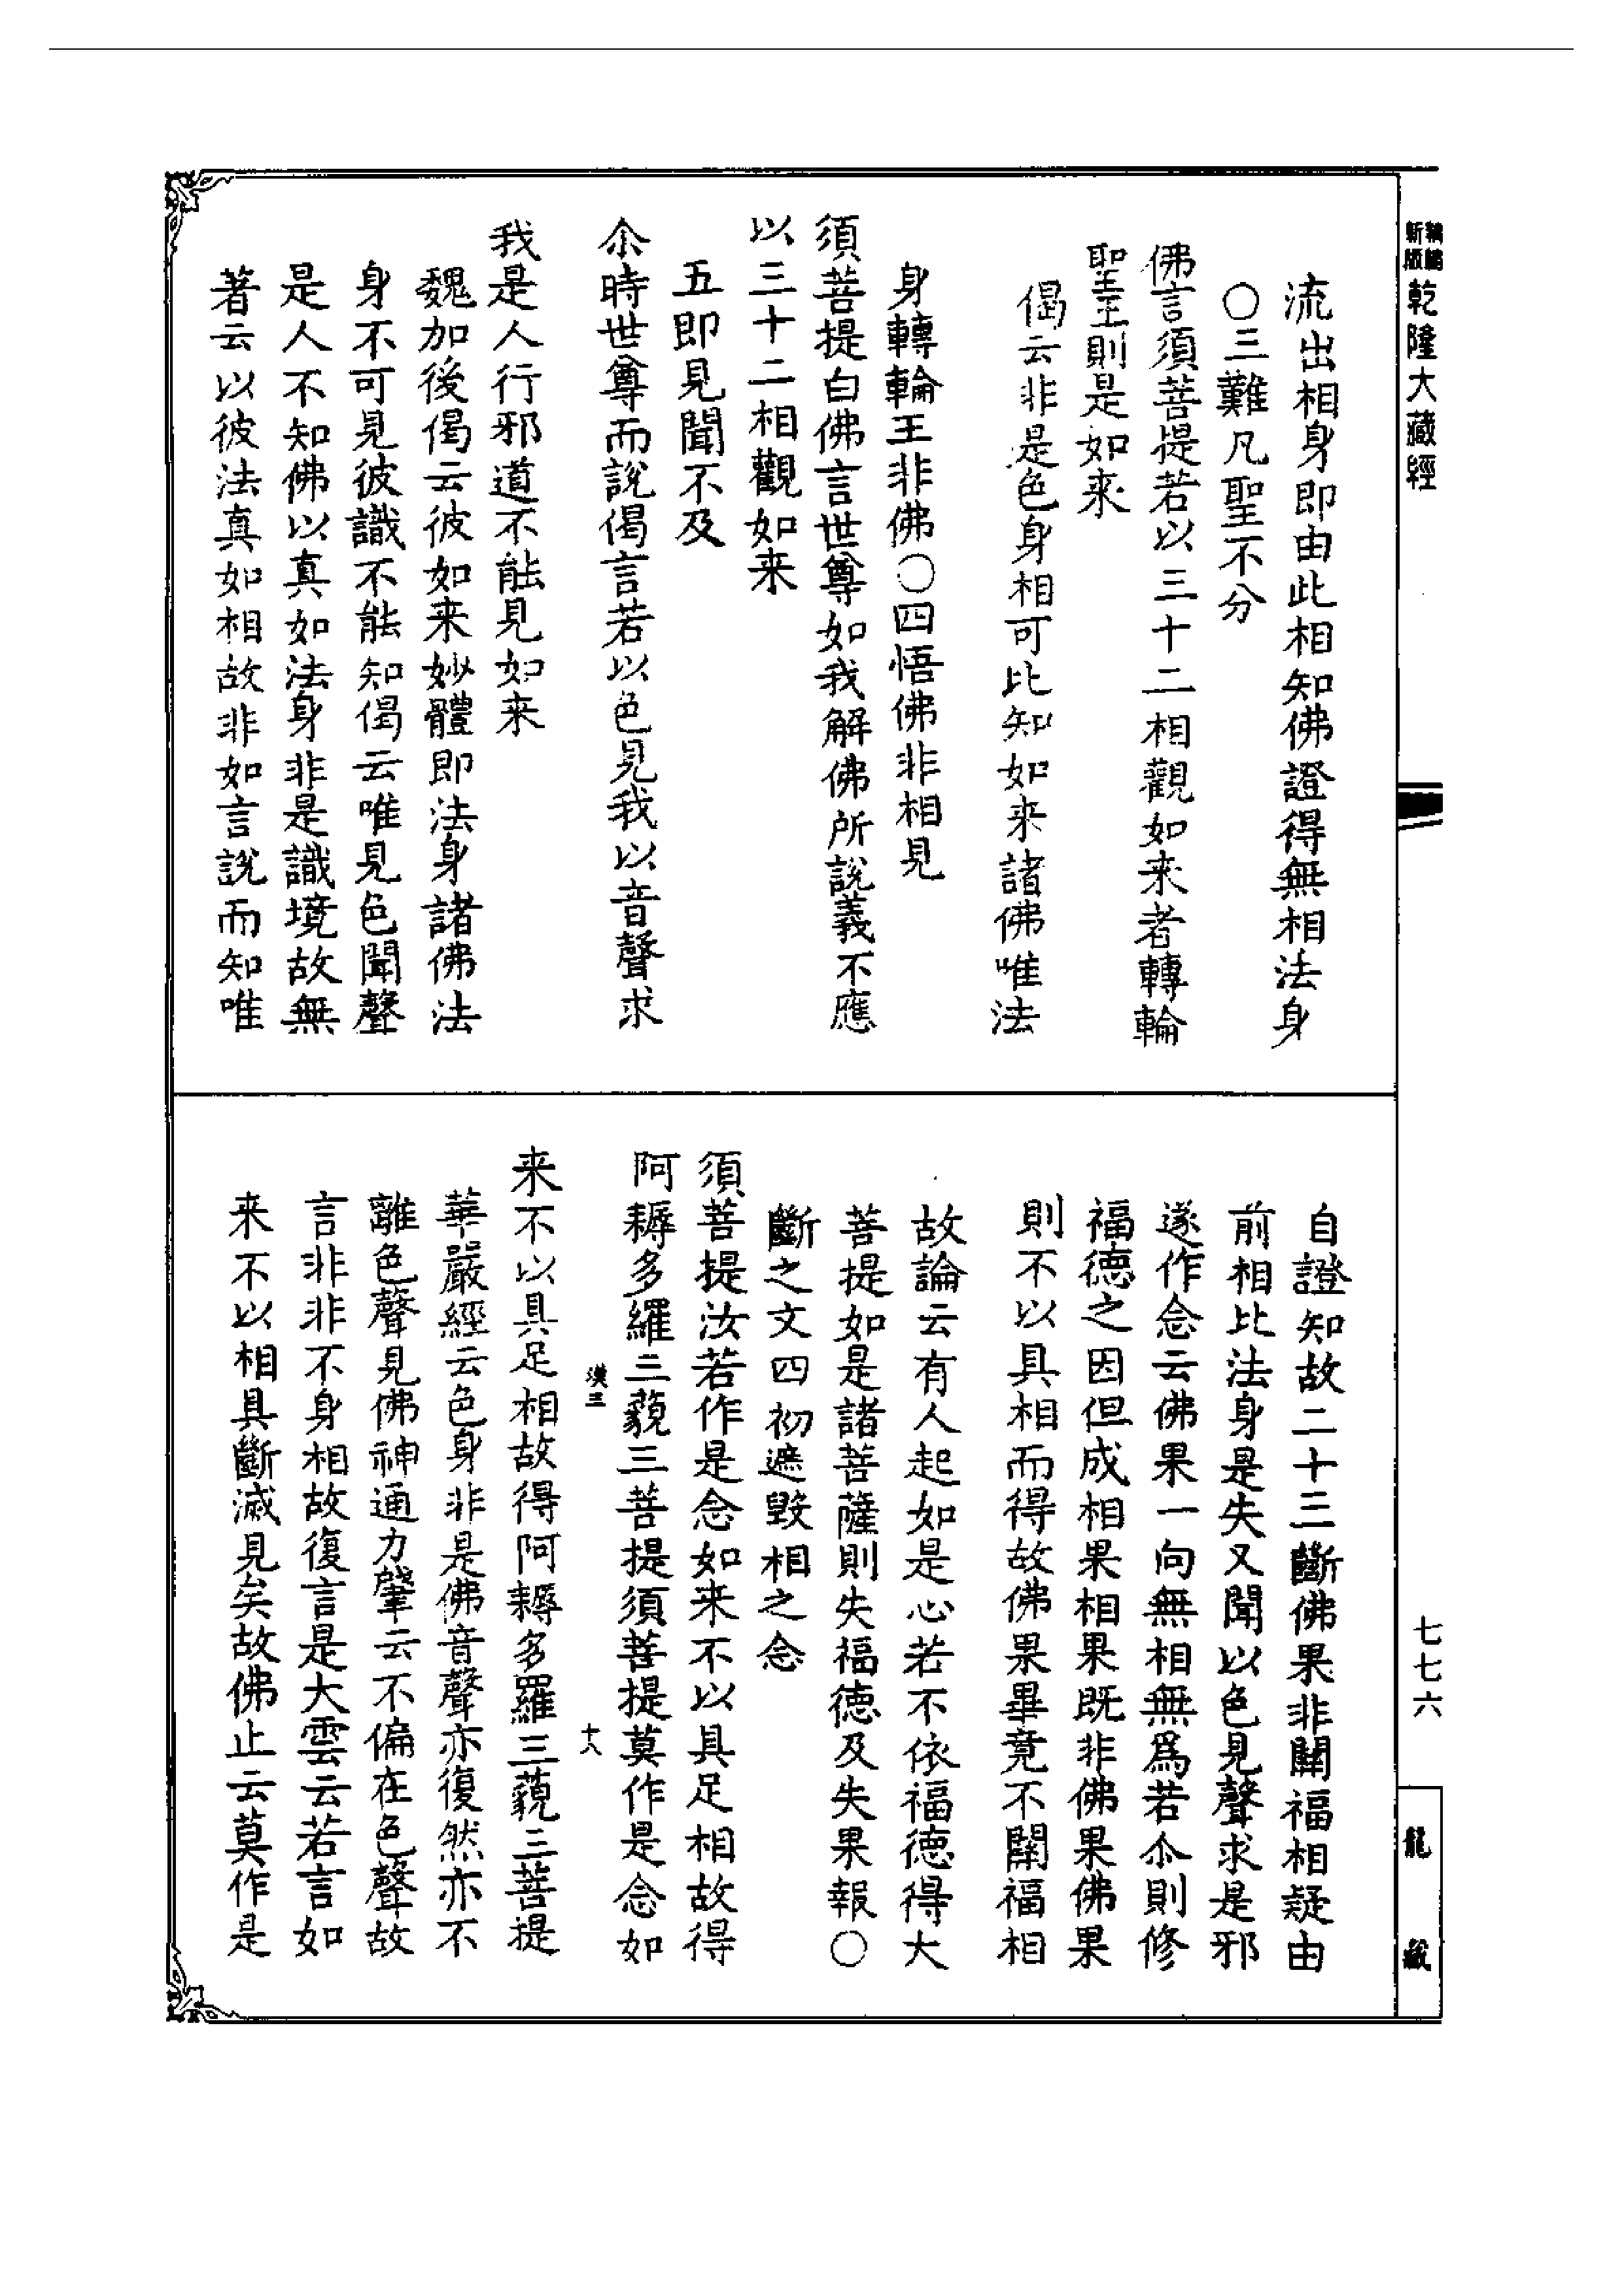 新版
乾隆大藏經
流出相身即由此相知佛證得無相法身
〇三難凡聖不分
佛言須菩提若以三十二相觀如来者轉輪
聖王則是如来
偈云非是色身相可比知如来諸佛唯法
身轉輪王非佛〇四悟佛非相見
須菩提白佛言世尊如我解佛所說義不應
以三十二相觀如来
五即見聞不及
尒時世尊而說偈言若以色見我以音聲求
我是人行邪道不能見如来
魏加後偈云彼如来妙體即法身諸佛法
身不可見彼識不能知偈云唯見色聞聲
是人不知佛以真如法身非是識境故無
著云以彼法真如相故非如言說而知唯
自證知故二十三斷佛果非關福相疑由
前相比法身是失又聞以色見聲求是邪
遂作念云佛果一向無相無為若尒則修
福德之因但成相果相果既非佛果佛果
則不以具相而得故佛果畢竟不關福相
故論云有人起如是心若不依福德得大
菩提如是諸菩薩則失福德及失果報〇
斷之文四初遮毀相之念
須菩提汝若作是念如来不以具足相故得
阿耨多羅三藐三菩提須菩提莫作是念如
漢三
十八
来不以具足相故得阿耨多羅三藐三菩提
華嚴經云色身非是佛音聲亦復然亦不
離色聲見佛神通力肇云不偏在色聲故
言非非不身相故復言是大雲云若言如
来不以相具斷滅見矣故佛止云莫作是
七七六
龍藏